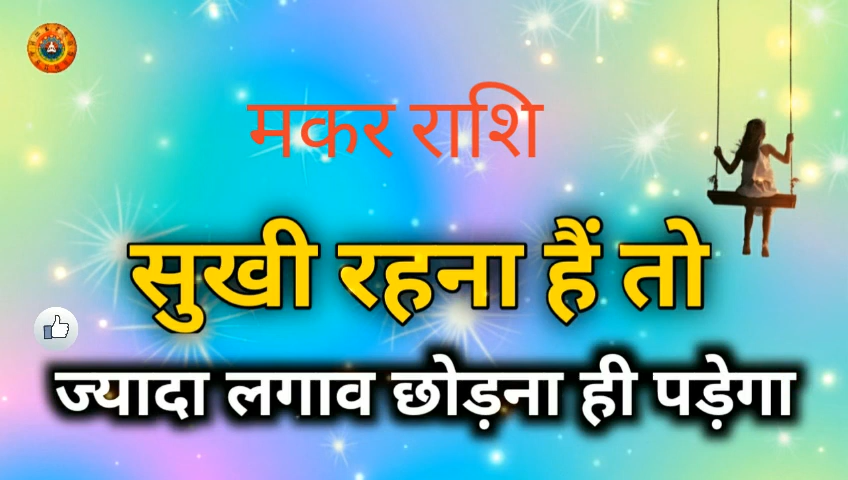 मकर राशि
सुखी रहना हैं तो
ज्यादा लगाव छोड़ना ही पड़ेगा